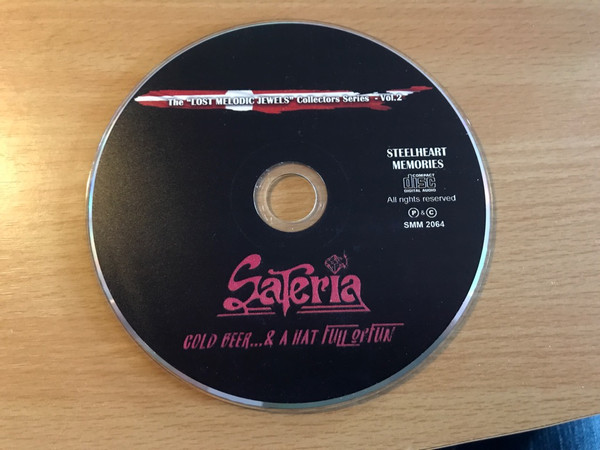 The "LOST MELODIC JEWELS" Collectors Series - Vol.2
STEELHEART
MEMORIES
COMPACT
disc
DIGITAL AUDIO
All rights reserved
P & C
SMM 2064
Sateria
COLD BEER...& A HAT FULL OF FUN